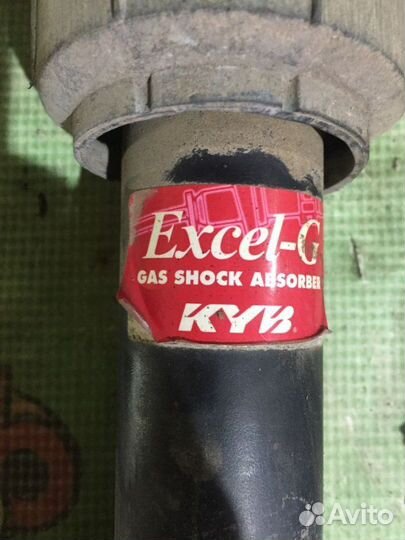 Excel-G
GAS SHOCK ABSORBER
KYB
Avito